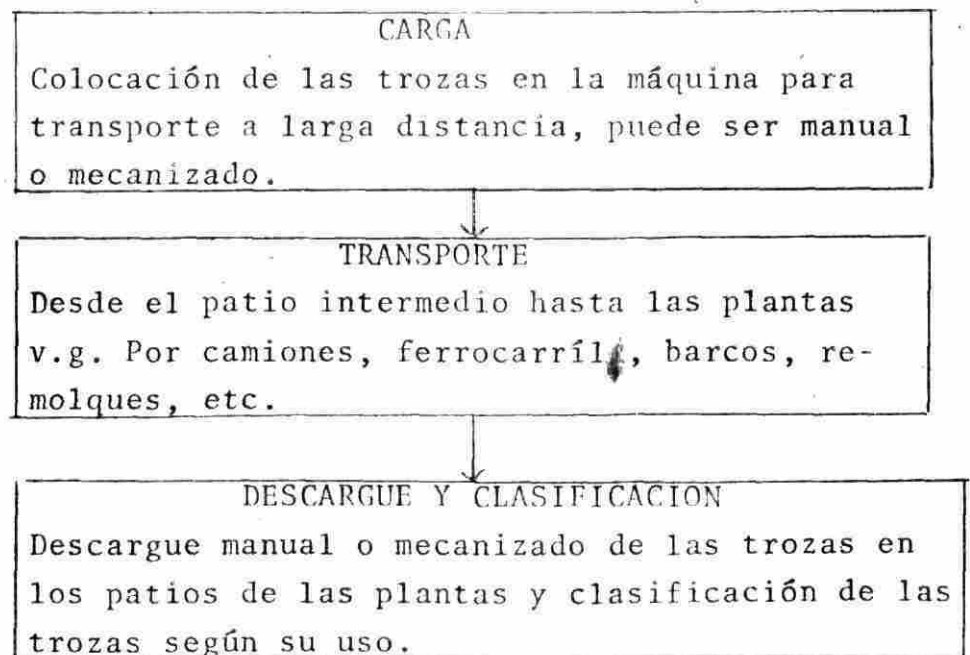 CARGA
Colocación de las trozas en la máquina para
transporte a larga distancia, puede ser manual
o mecanizado.
TRANSPORTE
Desde el patio intermedio hasta las plantas
v.g. Por camiones, ferrocarríl, barcos, re-
molques, etc.
DESCARGUE Y CLASIFICACION
Descargue manual o mecanizado de las trozas en
los patios de las plantas y clasificación de las
trozas según su uso.